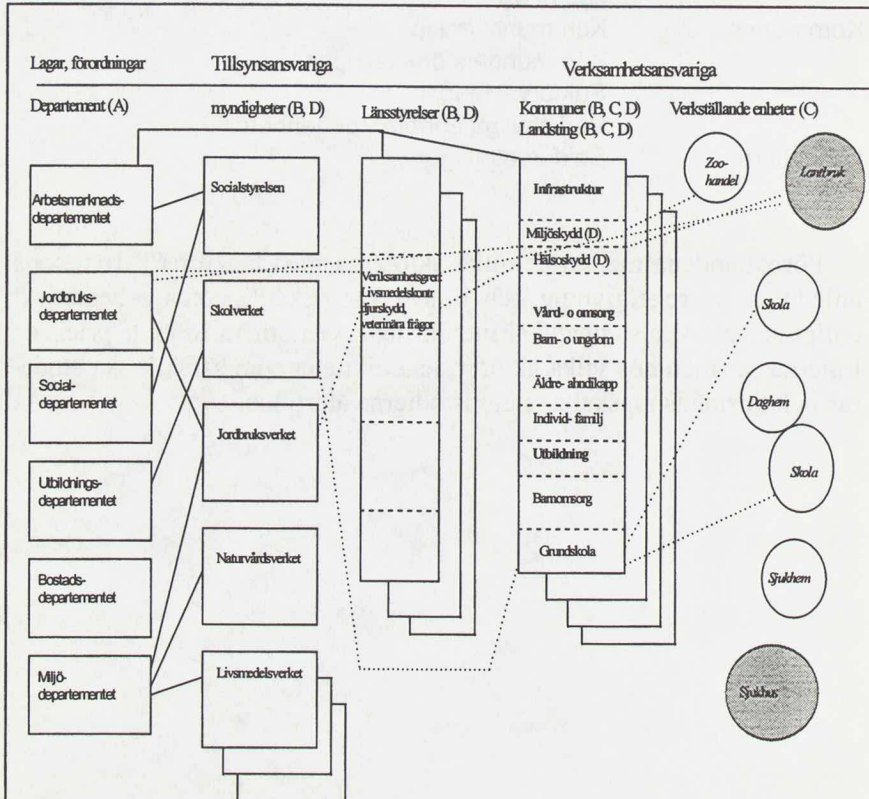 Lagar, förordningar
Tillsynsansvariga
Verksamhetsansvariga
Departement (A)
myndigheter (B, D)
Länsstyrelser (B, D)
Kommuner (B, C, D)
Landsting (B, C, D)
Verkställande enheter (C)
Arbetsmarknads-
departementet
Jordbruks-
departementet
Social-
departementet
Utbildnings-
departementet
Bostads-
departementet
Miljö-
departementet
Socialstyrelsen
Skolverket
Jordbruksverket
Naturvårdsverket
Livsmedelsverket
Verksamhetsgren:
Livsmedelskontr
djurskydd,
veterinära frågor
Infrastruktur
Miljöskydd (D)
Hälsoskydd (D)
Vård- o omsorg
Barn- o ungdom
Äldre- ahndikapp
Individ- familj
Utbildning
Barnomsorg
Grundskola
Zoo-
handel
Lantbruk
Skola
Daghem
Skola
Sjukhem
Sjukhus